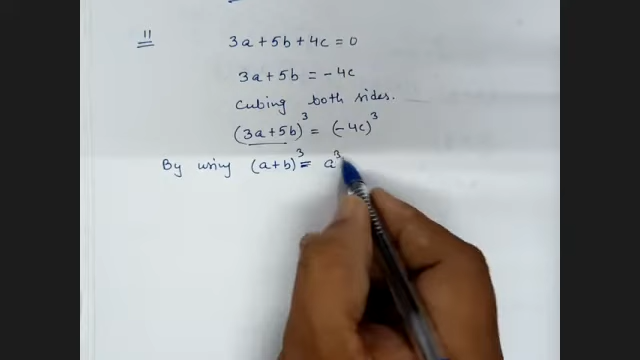 11
3a + 5b + 4c = 0
3a + 5b = - 4c
cubing both sides.
(3a + 5b)³ = (- 4c)³
By using (a + b)³ = a³